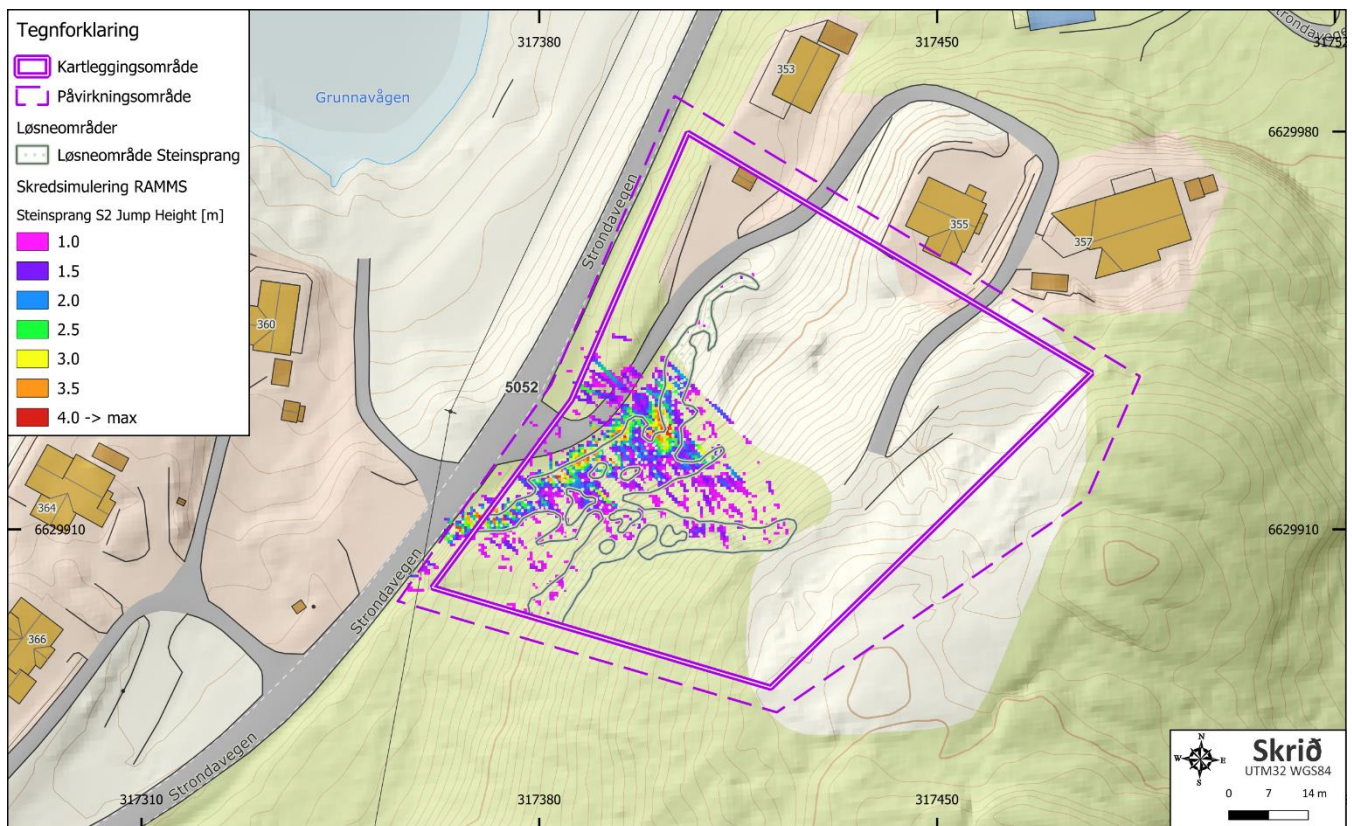 Tegnforklaring
Kartleggingsområde
Påvirkningsområde
Løsneområder
Løsneområde Steinsprang
Skredsimulering RAMMS
Steinsprang S2 Jump Height [m]
1.0
1.5
2.0
2.5
3.0
3.5
4.0 -> max
317380
317450
Strondavegen
353
Grunnavågen
6629980
Strondavegen
355
357
360
5052
364
6629910
6629910
366
Strondavegen
Strondavegen
317310
317380
317450
N
W
E
S
Skrið
UTM32 WGS84
0 7 14 m